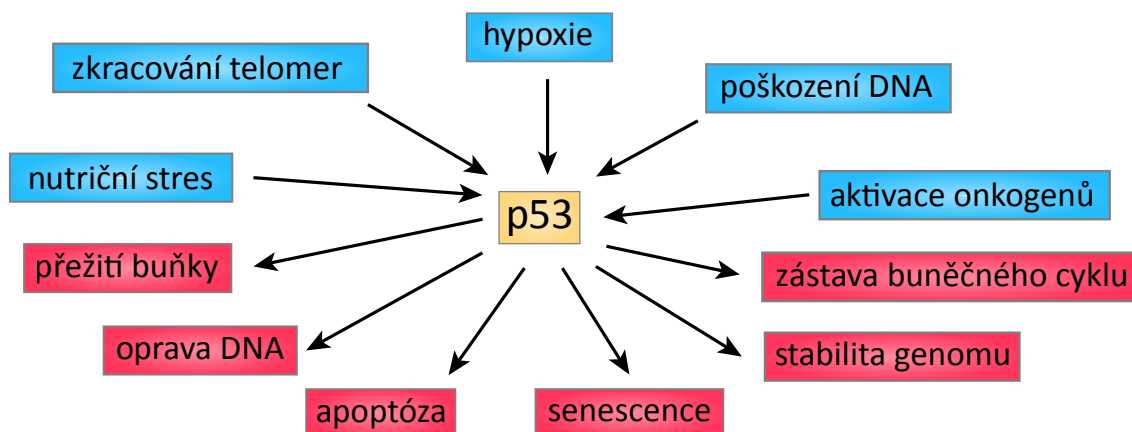 hypoxie
zkracování telomer
poškození DNA
nutriční stres
aktivace onkogenů
p53
přežití buňky
zástava buněčného cyklu
oprava DNA
stabilita genomu
apoptóza
senescence